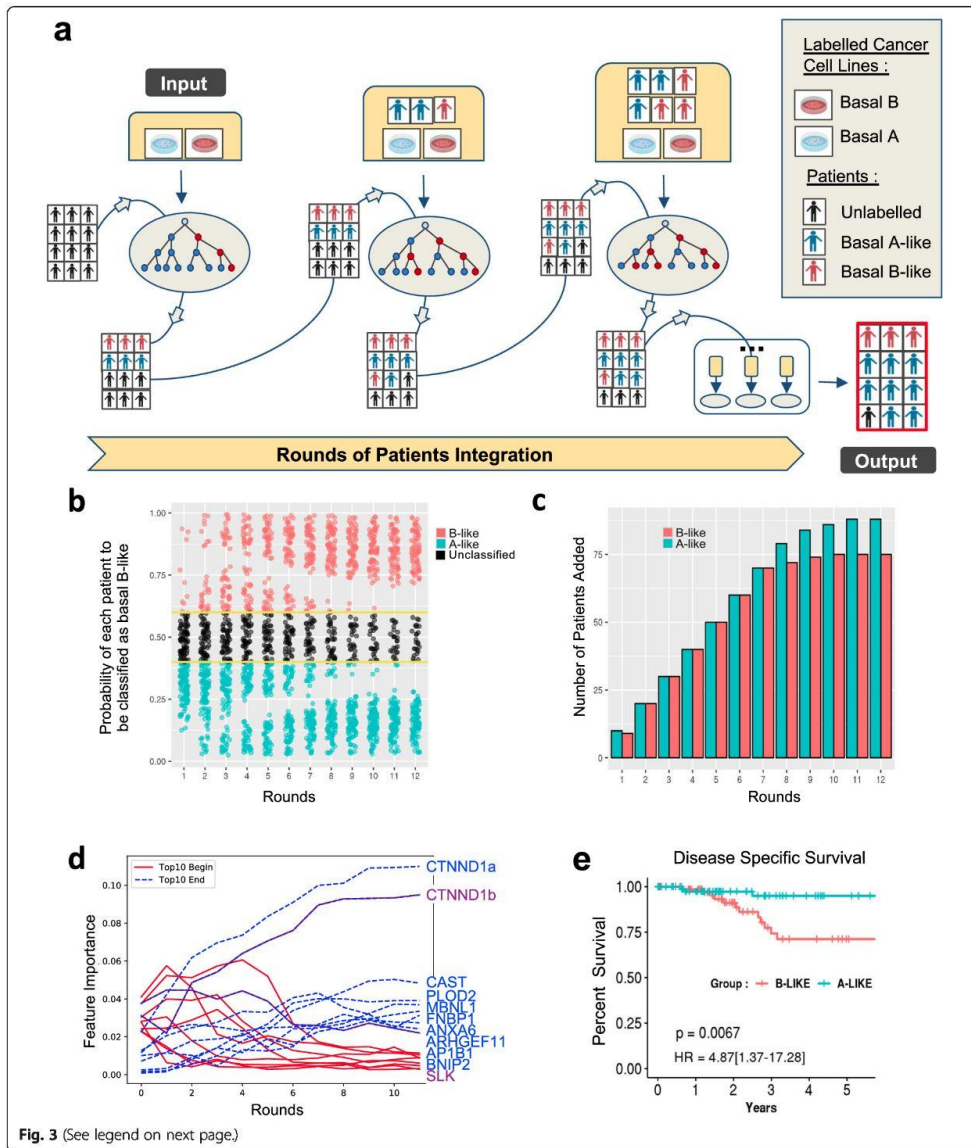 a
Input
Labelled Cancer
Cell Lines :
Basal B
Basal A
Patients :
Unlabelled
Basal A-like
Basal B-like
Rounds of Patients Integration
Output
b
Probability of each patient to
be classified as basal B-like
1.00
0.75
0.50
0.25
0.00
B-like
A-like
Unclassified
1 2 3 4 5 6 7 8 9 10 11 12
Rounds
c
Number of Patients Added
75
50
25
0
B-like
A-like
1 2 3 4 5 6 7 8 9 10 11 12
Rounds
d
Feature Importance
0.10
0.08
0.06
0.04
0.02
0.00
Top10 Begin
Top10 End
CTNND1a
CTNND1b
CAST
PLOD2
MBNL1
FNBP1
ANXA6
ARHGEF11
AP1B1
BNIP2
SLK
0 2 4 6 8 10
Rounds
e
Disease Specific Survival
Percent Survival
1.00
0.75
0.50
0.25
0.00
Group : B-LIKE A-LIKE
p = 0.0067
HR = 4.87[1.37-17.28]
0 1 2 3 4 5
Years
Fig. 3 (See legend on next page.)